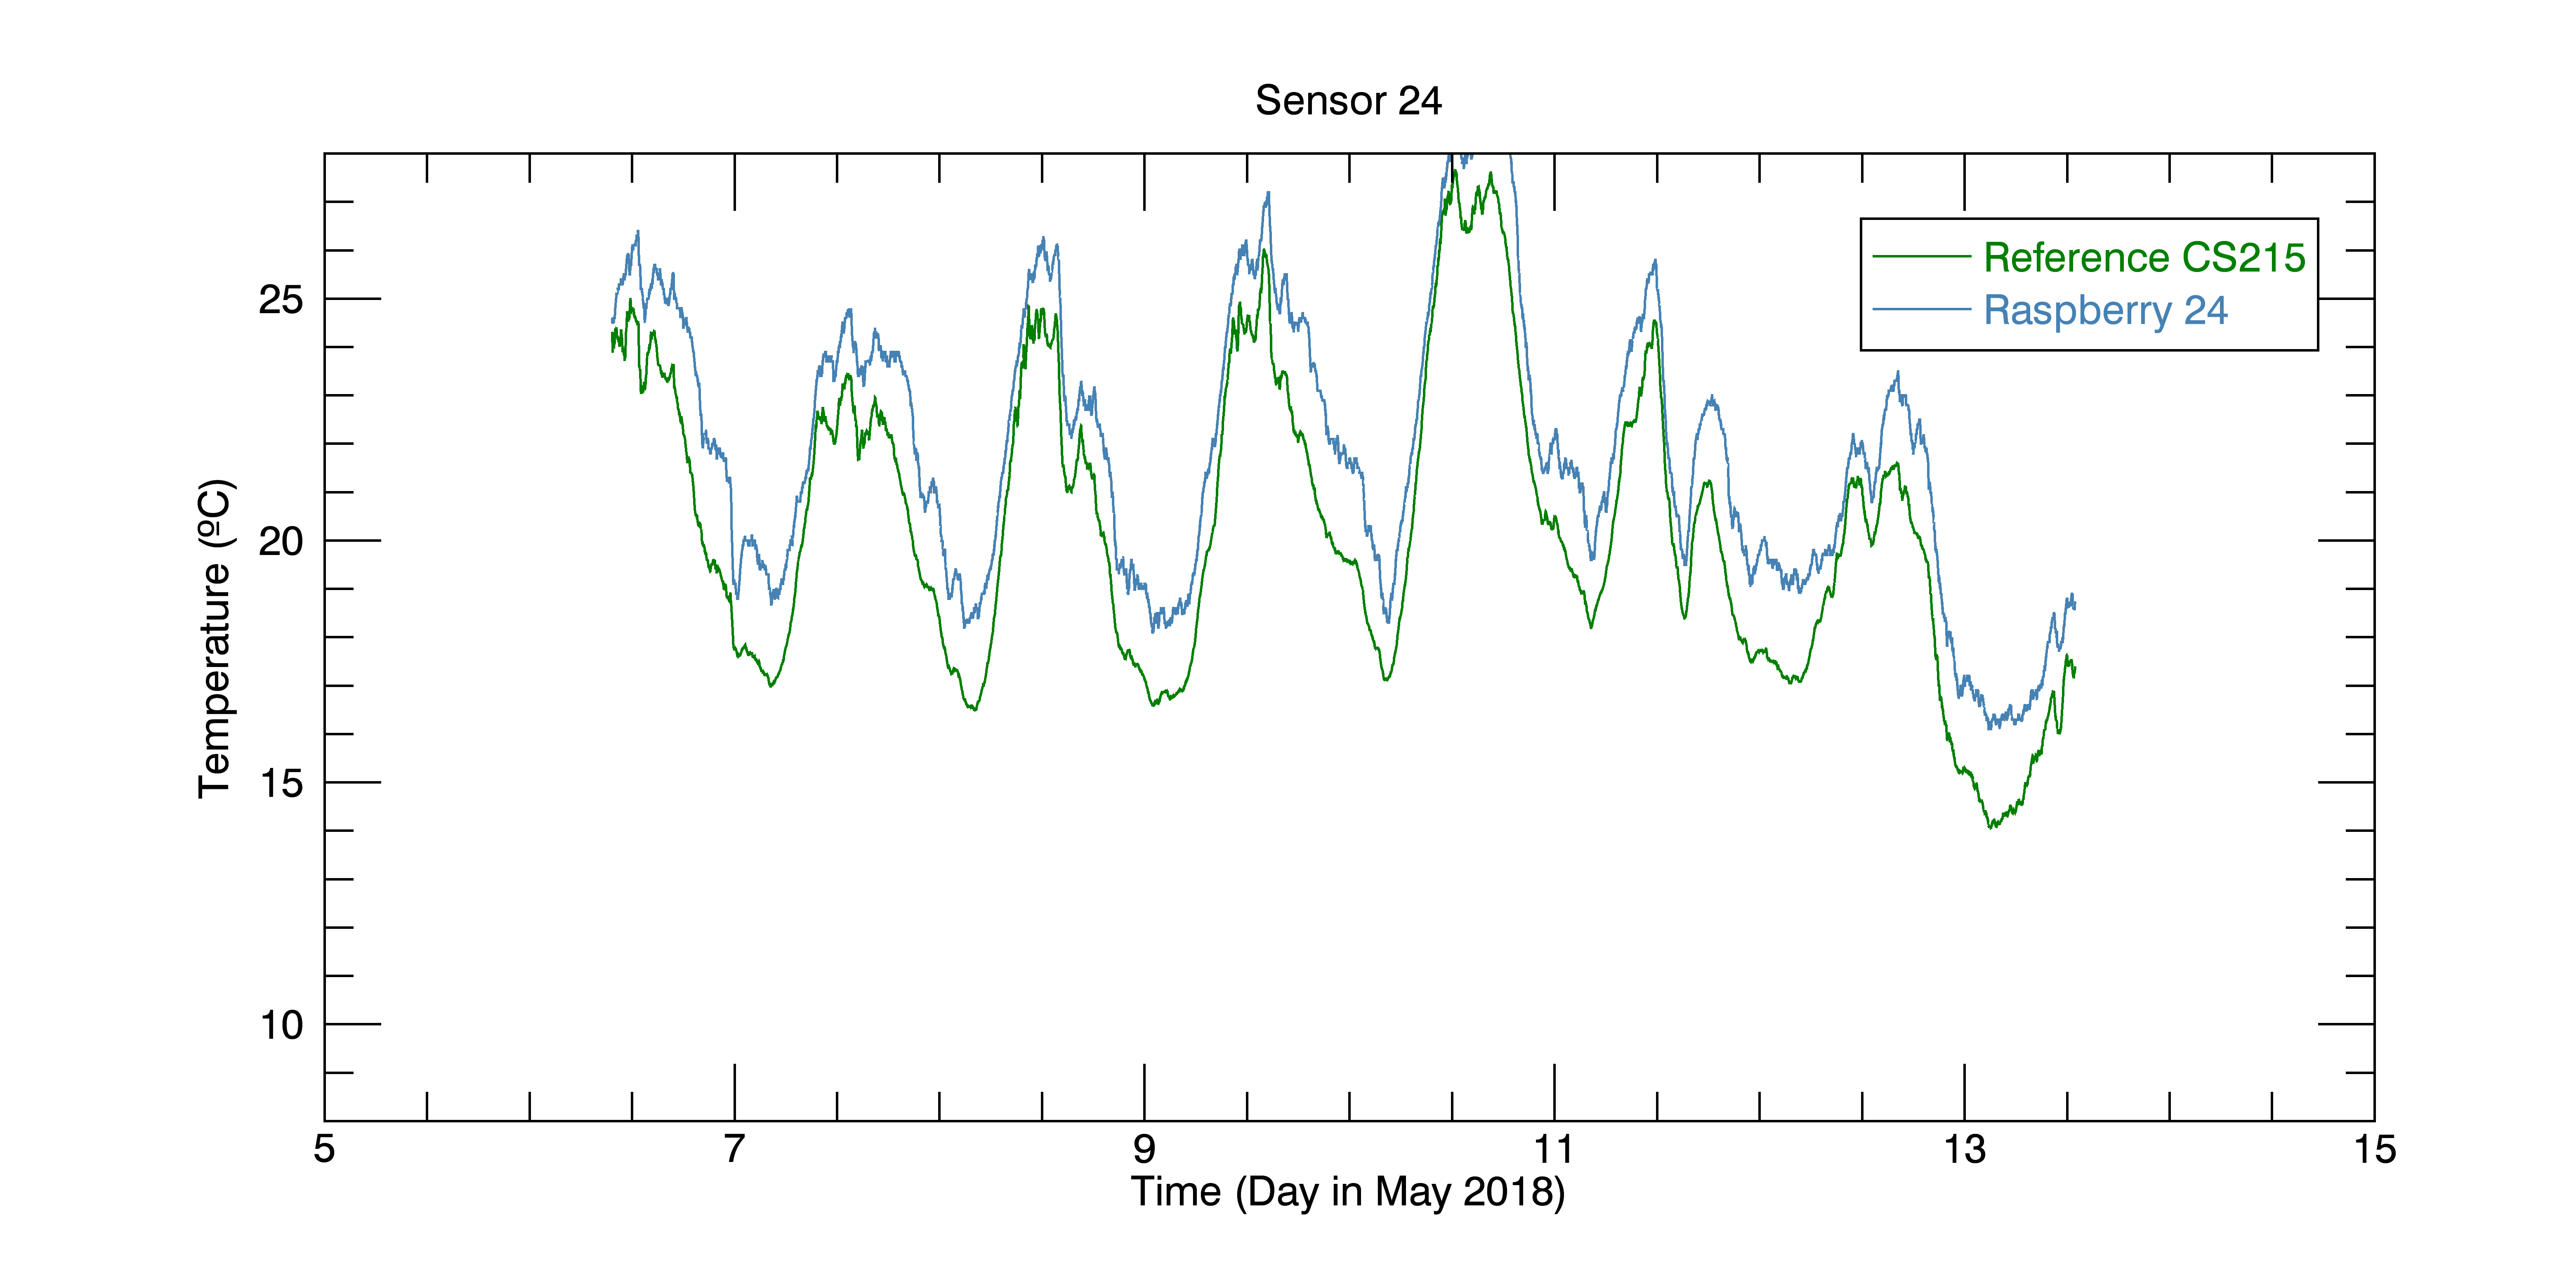 Sensor 24
Reference CS215
Raspberry 24
Temperature (ºC)
25
20
15
10
5 7 9 11 13 15
Time (Day in May 2018)